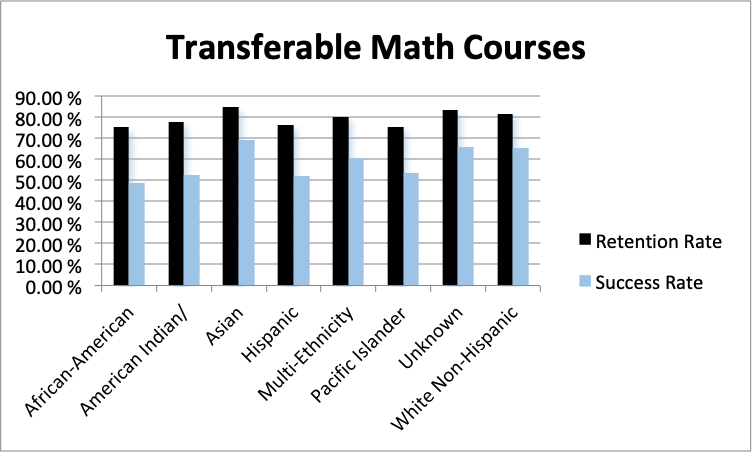 Transferable Math Courses
90.00 %
80.00 %
70.00 %
60.00 %
50.00 %
40.00 %
30.00 %
20.00 %
10.00 %
0.00 %
African-American
American Indian/
Asian
Hispanic
Multi-Ethnicity
Pacific Islander
Unknown
White Non-Hispanic
Retention Rate
Success Rate